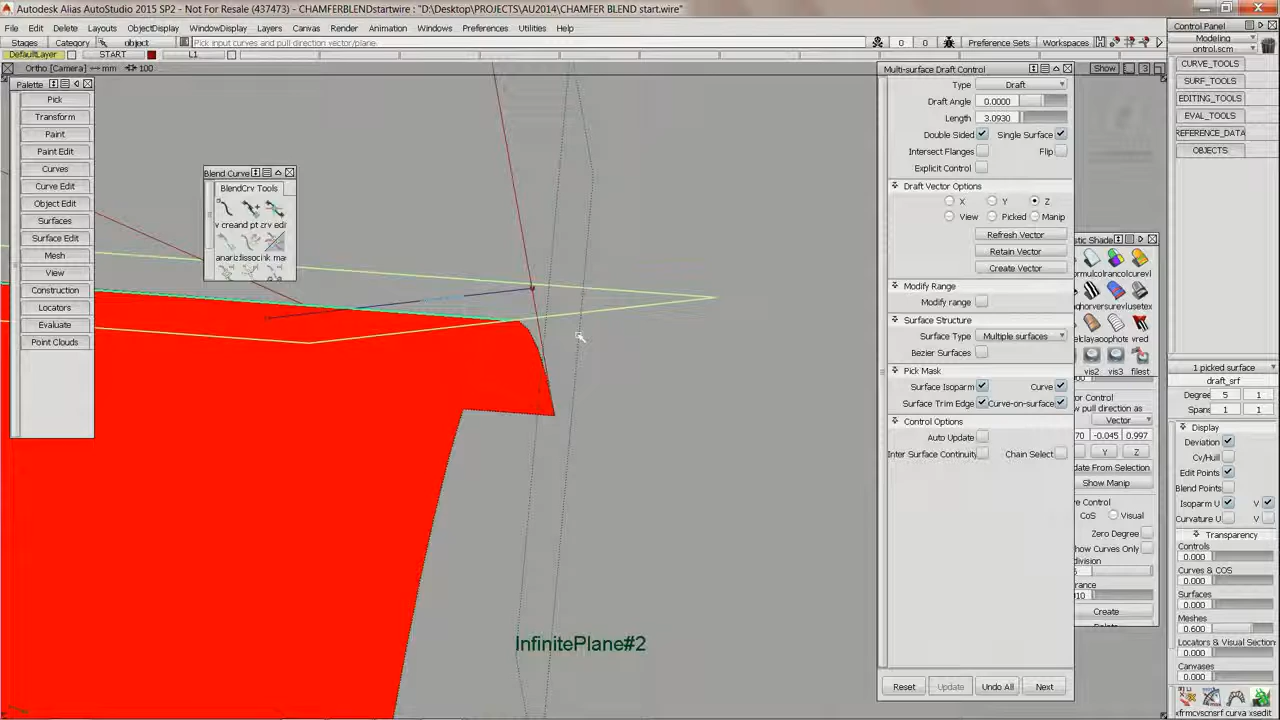 Autodesk Alias AutoStudio 2015 SP2 - Not For Resale (437473) - CHAMFERBLENDstartwire : "D:\Desktop\PROJECTS\AU2014\CHAMFER BLEND start.wire"
File Edit Delete Layouts ObjectDisplay WindowDisplay Layers Canvas Render Animation Windows Preferences Utilities Help
Stages Category object Pick input curves and pull direction vector/plane. 0 0 Preference Sets Workspaces
DefaultLayer START L1
Ortho [Camera] mm 100 Show
Palette
Pick
Transform
Paint
Paint Edit
Curves
Curve Edit
Object Edit
Surfaces
Surface Edit
Mesh
View
Construction
Locators
Evaluate
Point Clouds
Blend Curve
BlendCrv Tools
InfinitePlane#2
Multi-surface Draft Control
Type Draft
Draft Angle 0.0000
Length 3.0930
Double Sided Single Surface
Intersect Flanges Flip
Explicit Control
Draft Vector Options
X Y Z
View Picked Manip
Refresh Vector
Retain Vector
Create Vector
Modify Range
Modify range
Surface Structure
Surface Type Multiple surfaces
Bezier Surfaces
Pick Mask
Surface Isoparm Curve
Surface Trim Edge Curve-on-surface
Control Options
Auto Update
Inter Surface Continuity Chain Select
Reset Update Undo All Next
vis2 vis3 filest
Vector
-0.045 0.997
Y Z
Show Manip
CoS Visual
Zero Degree
Create
Control Panel
Modeling
ontrol.scm
CURVE_TOOLS
SURF_TOOLS
EDITING_TOOLS
EVAL_TOOLS
REFERENCE_DATA
OBJECTS
1 picked surface
draft_srf
Degree 5 1
Spans 1 1
Display
Deviation
Cv/Hull
Edit Points
Blend Points
Isoparm U V
Curvature U V
Transparency
Controls
0.000
Curves & COS
0.000
Surfaces
0.000
Meshes
0.600
Locators & Visual Section
0.000
Canvases
0.000